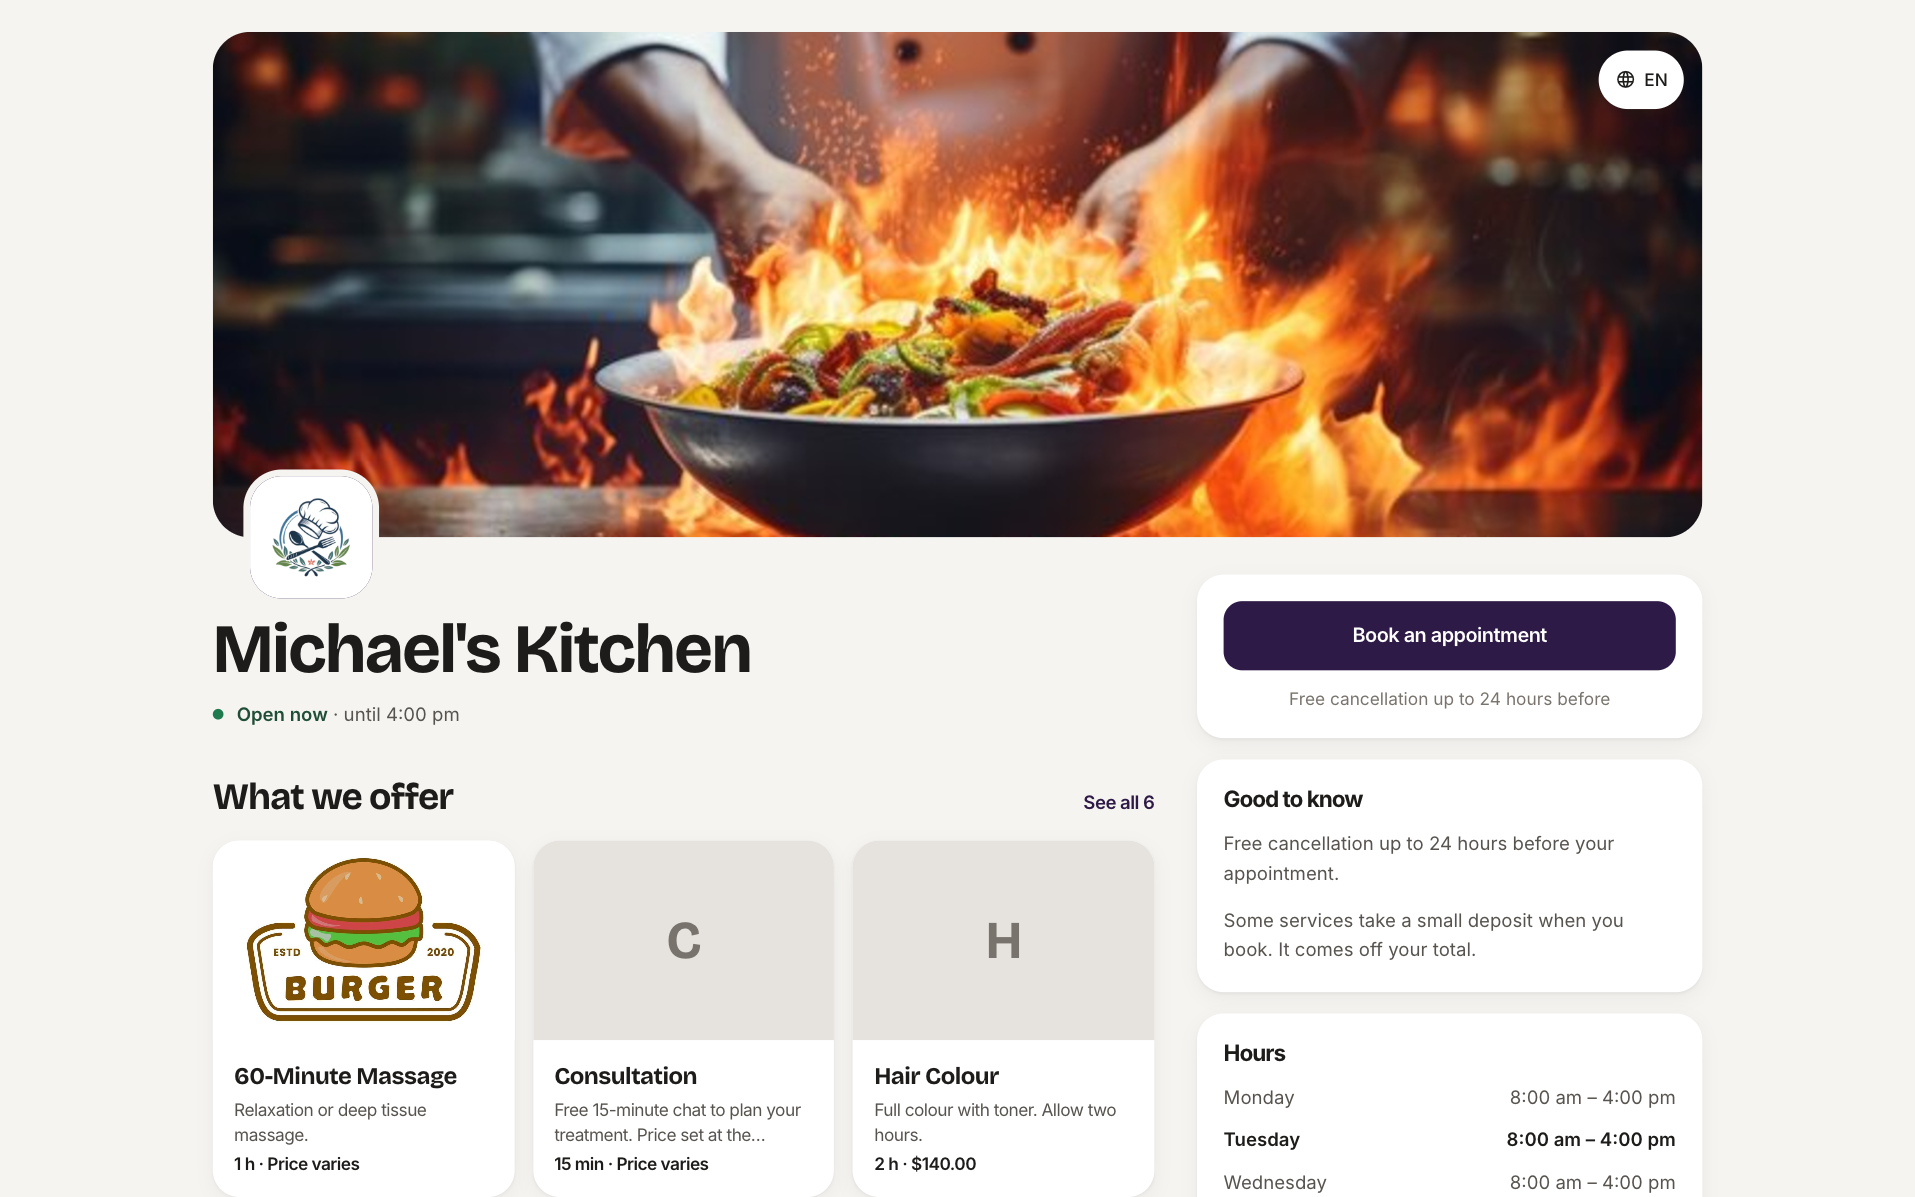 EN
Michael's Kitchen
Open now · until 4:00 pm
What we offer
See all 6
ESTD
2020
BURGER
60-Minute Massage
Relaxation or deep tissue
massage.
1 h · Price varies
C
Consultation
Free 15-minute chat to plan your
treatment. Price set at the...
15 min · Price varies
H
Hair Colour
Full colour with toner. Allow two
hours.
2 h · $140.00
Book an appointment
Free cancellation up to 24 hours before
Good to know
Free cancellation up to 24 hours before your
appointment.
Some services take a small deposit when you
book. It comes off your total.
Hours
Monday 8:00 am – 4:00 pm
Tuesday 8:00 am – 4:00 pm
Wednesday 8:00 am – 4:00 pm